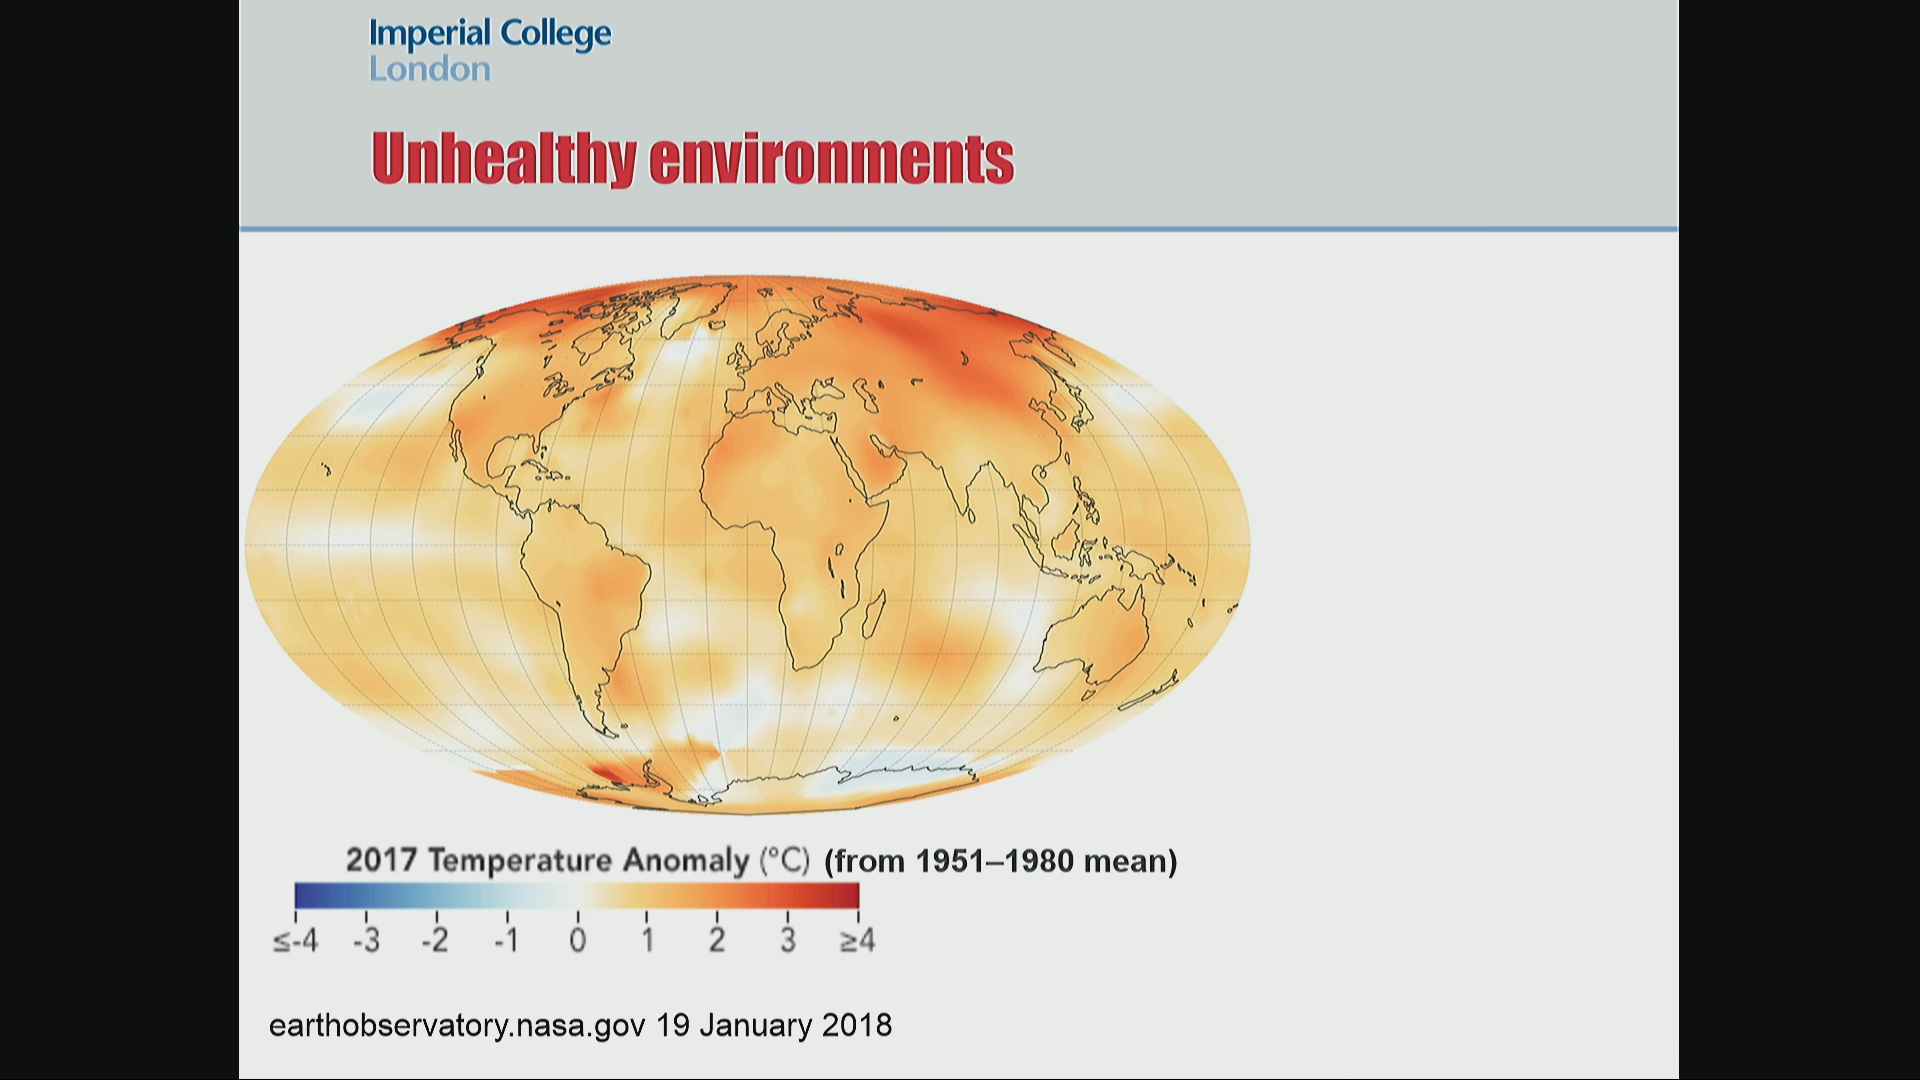 Imperial College
London
Unhealthy environments
2017 Temperature Anomaly (°C) (from 1951–1980 mean)
≤-4 -3 -2 -1 0 1 2 3 ≥4
earthobservatory.nasa.gov 19 January 2018